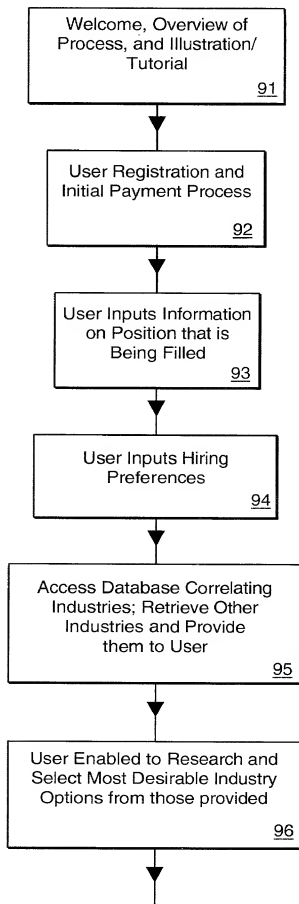 Welcome, Overview of
Process, and Illustration/
Tutorial
91
User Registration and
Initial Payment Process
92
User Inputs Information
on Position that is
Being Filled
93
User Inputs Hiring
Preferences
94
Access Database Correlating
Industries; Retrieve Other
Industries and Provide
them to User
95
User Enabled to Research and
Select Most Desirable Industry
Options from those provided
96